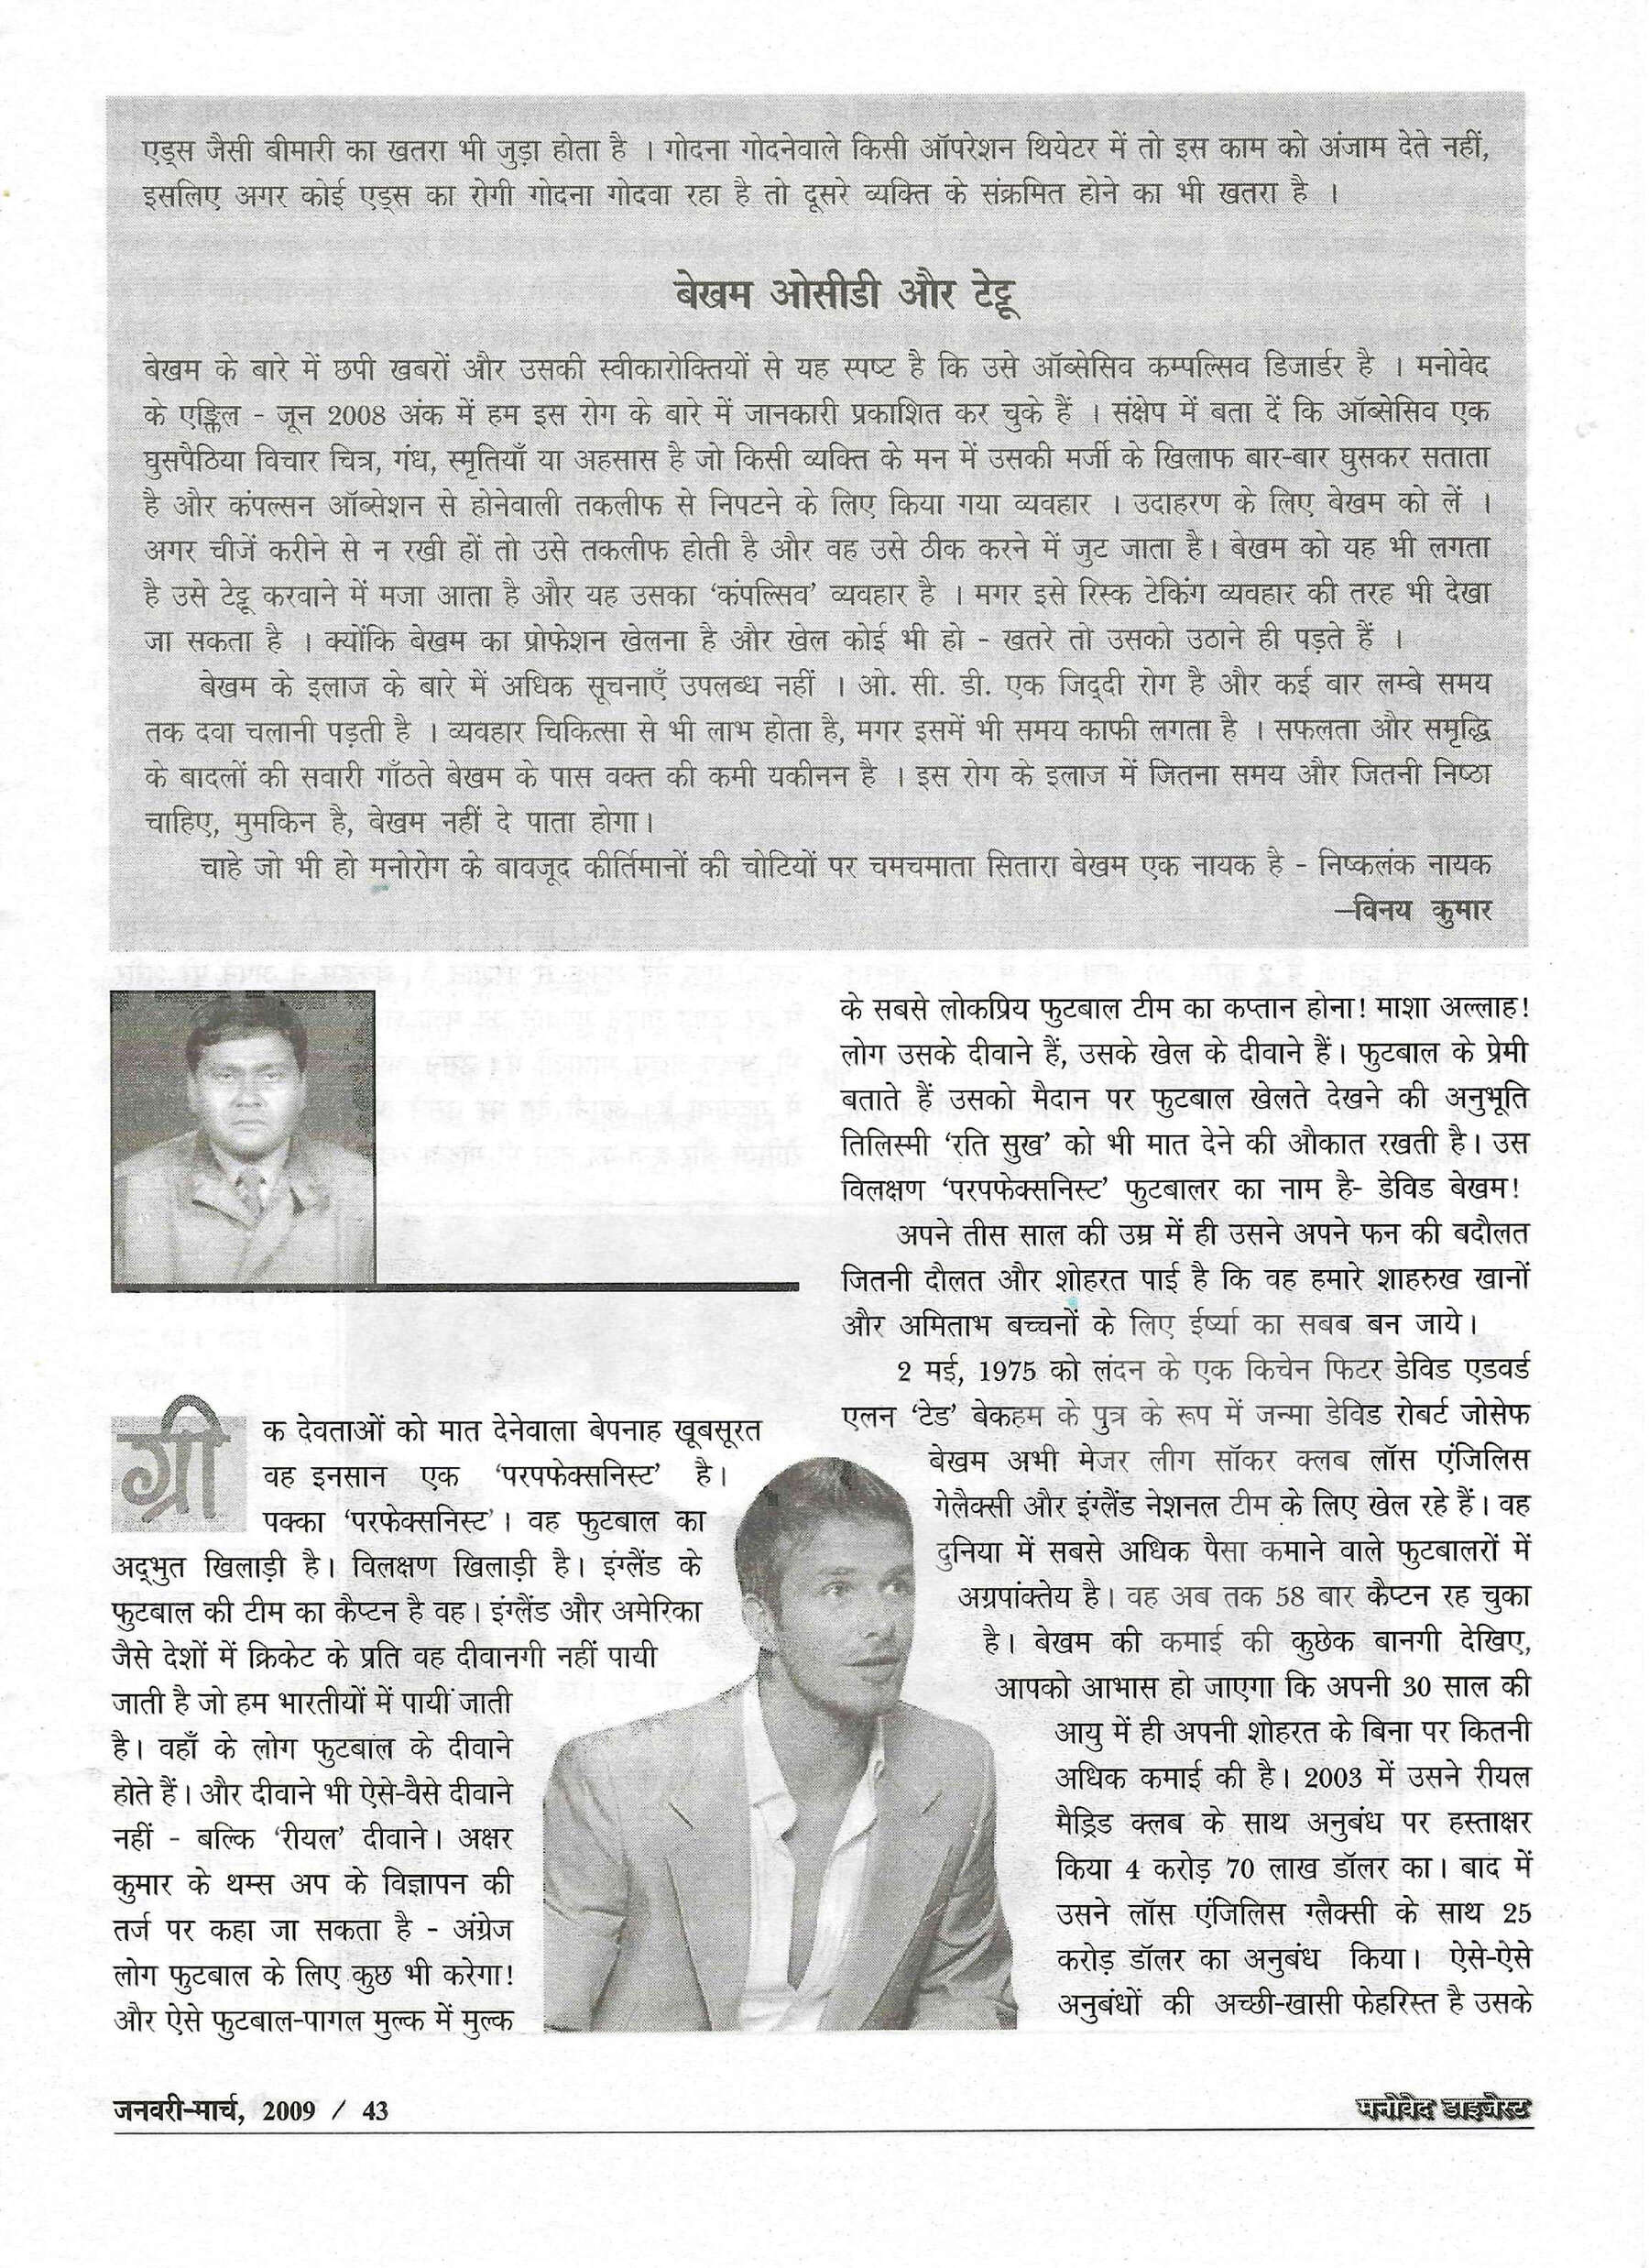 एड्स जैसी बीमारी का खतरा भी जुड़ा होता है । गोदना गोदनेवाले किसी ऑपरेशन थियेटर में तो इस काम को अंजाम देते नहीं,
इसलिए अगर कोई एड्स का रोगी गोदना गोदवा रहा है तो दूसरे व्यक्ति के संक्रमित होने का भी खतरा है ।
बेखम ओसीडी और टेट्टू
बेखम के बारे में छपी खबरों और उसकी स्वीकारोक्तियों से यह स्पष्ट है कि उसे ऑब्सेसिव कम्पल्सिव डिजार्डर है । मनोवेद
के एङ्किल - जून 2008 अंक में हम इस रोग के बारे में जानकारी प्रकाशित कर चुके हैं । संक्षेप में बता दें कि ऑब्सेसिव एक
घुसपैठिया विचार चित्र, गंध, स्मृतियाँ या अहसास है जो किसी व्यक्ति के मन में उसकी मर्जी के खिलाफ बार-बार घुसकर सताता
है और कंपल्सन ऑब्सेशन से होनेवाली तकलीफ से निपटने के लिए किया गया व्यवहार । उदाहरण के लिए बेखम को लें ।
अगर चीजें करीने से न रखी हों तो उसे तकलीफ होती है और वह उसे ठीक करने में जुट जाता है। बेखम को यह भी लगता
है उसे टेट्टू करवाने में मजा आता है और यह उसका ‘कंपल्सिव’ व्यवहार है । मगर इसे रिस्क टेकिंग व्यवहार की तरह भी देखा
जा सकता है । क्योंकि बेखम का प्रोफेशन खेलना है और खेल कोई भी हो - खतरे तो उसको उठाने ही पड़ते हैं ।
बेखम के इलाज के बारे में अधिक सूचनाएँ उपलब्ध नहीं । ओ. सी. डी. एक जिद्‌दी रोग है और कई बार लम्बे समय
तक दवा चलानी पड़ती है । व्यवहार चिकित्सा से भी लाभ होता है, मगर इसमें भी समय काफी लगता है । सफलता और समृद्धि
के बादलों की सवारी गाँठते बेखम के पास वक्त की कमी यकीनन है । इस रोग के इलाज में जितना समय और जितनी निष्ठा
चाहिए, मुमकिन है, बेखम नहीं दे पाता होगा।
चाहे जो भी हो मनोरोग के बावजूद कीर्तिमानों की चोटियों पर चमचमाता सितारा बेखम एक नायक है - निष्कलंक नायक
–विनय कुमार
ग्रीक देवताओं को मात देनेवाला बेपनाह खूबसूरत
वह इनसान एक ‘परपफेक्सनिस्ट’ है।
पक्का ‘परफेक्सनिस्ट’। वह फुटबाल का
अद्‌भुत खिलाड़ी है। विलक्षण खिलाड़ी है। इंग्लैंड के
फुटबाल की टीम का कैप्टन है वह। इंग्लैंड और अमेरिका
जैसे देशों में क्रिकेट के प्रति वह दीवानगी नहीं पायी
जाती है जो हम भारतीयों में पायीं जाती
है। वहाँ के लोग फुटबाल के दीवाने
होते हैं। और दीवाने भी ऐसे-वैसे दीवाने
नहीं - बल्कि ‘रीयल’ दीवाने। अक्षर
कुमार के थम्स अप के विज्ञापन की
तर्ज पर कहा जा सकता है - अंग्रेज
लोग फुटबाल के लिए कुछ भी करेगा!
और ऐसे फुटबाल-पागल मुल्क में मुल्क
के सबसे लोकप्रिय फुटबाल टीम का कप्तान होना! माशा अल्लाह!
लोग उसके दीवाने हैं, उसके खेल के दीवाने हैं। फुटबाल के प्रेमी
बताते हैं उसको मैदान पर फुटबाल खेलते देखने की अनुभूति
तिलिस्मी ‘रति सुख’ को भी मात देने की औकात रखती है। उस
विलक्षण ‘परपफेक्सनिस्ट’ फुटबालर का नाम है- डेविड बेखम!
अपने तीस साल की उम्र में ही उसने अपने फन की बदौलत
जितनी दौलत और शोहरत पाई है कि वह हमारे शाहरुख खानों
और अमिताभ बच्चनों के लिए ईर्ष्या का सबब बन जाये।
2 मई, 1975 को लंदन के एक किचेन फिटर डेविड एडवर्ड
एलन ‘टेड’ बेकहम के पुत्र के रूप में जन्मा डेविड रोबर्ट जोसेफ
बेखम अभी मेजर लीग सॉकर क्लब लॉस एंजिलिस
गेलैक्सी और इंग्लैंड नेशनल टीम के लिए खेल रहे हैं। वह
दुनिया में सबसे अधिक पैसा कमाने वाले फुटबालरों में
अग्रपांक्तेय है। वह अब तक 58 बार कैप्टन रह चुका
है। बेखम की कमाई की कुछेक बानगी देखिए,
आपको आभास हो जाएगा कि अपनी 30 साल की
आयु में ही अपनी शोहरत के बिना पर कितनी
अधिक कमाई की है। 2003 में उसने रीयल
मैड्रिड क्लब के साथ अनुबंध पर हस्ताक्षर
किया 4 करोड़ 70 लाख डॉलर का। बाद में
उसने लॉस एंजिलिस ग्लैक्सी के साथ 25
करोड़ डॉलर का अनुबंध किया। ऐसे-ऐसे
अनुबंधों की अच्छी-खासी फेहरिस्त है उसके
जनवरी-मार्च, 2009 / 43
मनोवेद डाइजेस्ट